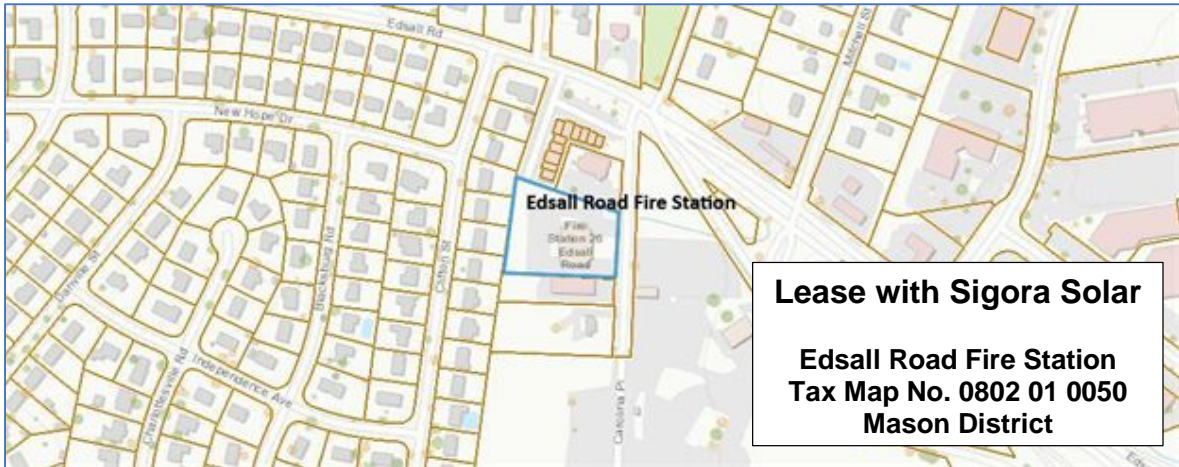 Edsall Rd
Mitchell St
New Hope Dr
Edsall Road Fire Station
Fire
Station 26
Edsall
Road
Clifton St
Blacksburg Rd
Danville St
Independence Ave
Charlottesville Rd
Carolina Pl
Lease with Sigora Solar
Edsall Road Fire Station
Tax Map No. 0802 01 0050
Mason District